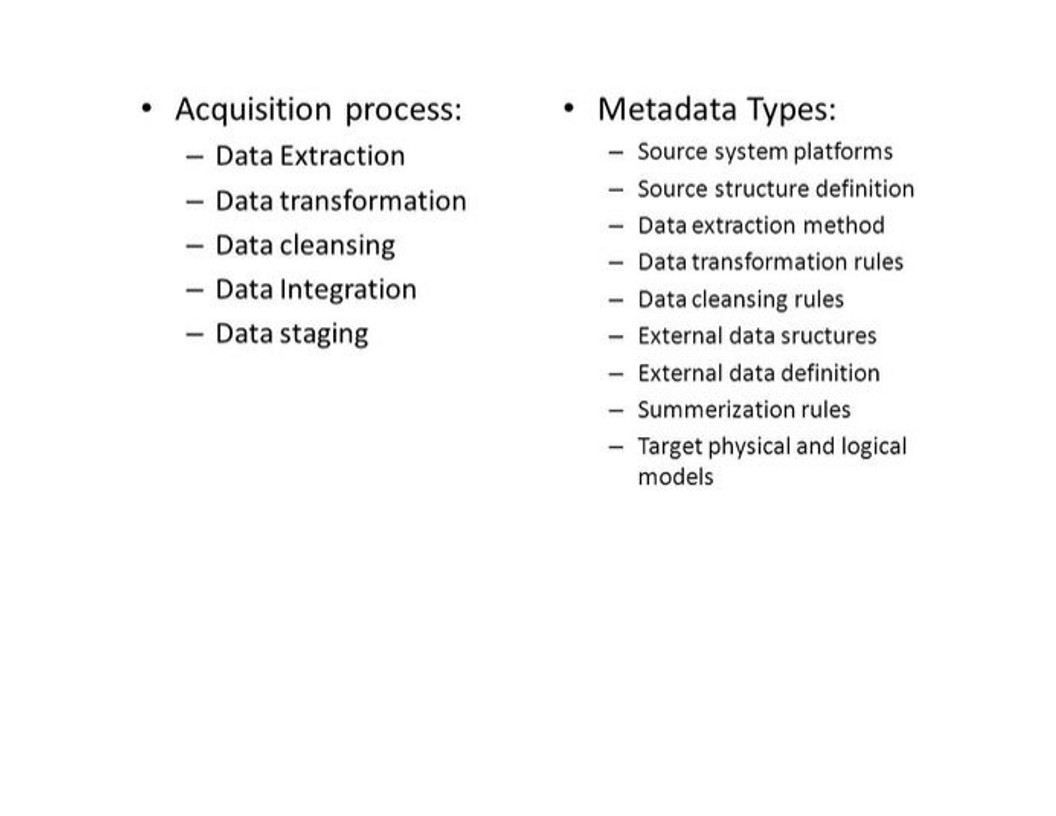 • Acquisition process:
– Data Extraction
– Data transformation
– Data cleansing
– Data Integration
– Data staging
• Metadata Types:
– Source system platforms
– Source structure definition
– Data extraction method
– Data transformation rules
– Data cleansing rules
– External data sructures
– External data definition
– Summerization rules
– Target physical and logical
models